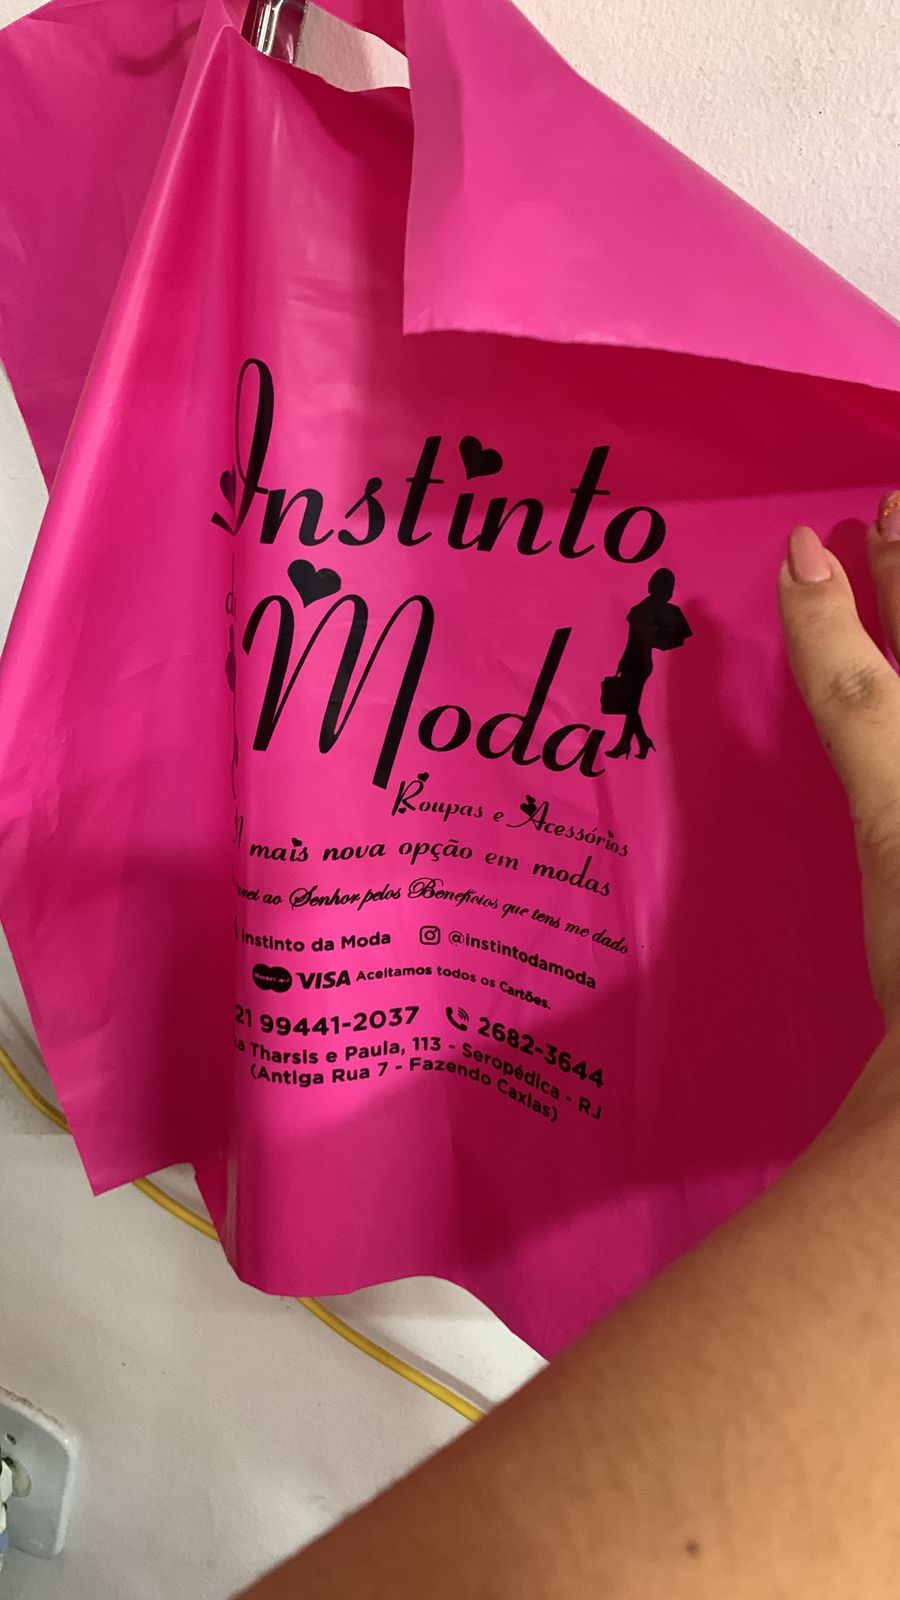 Instinto
da
Moda
Roupas e Acessórios
mais nova opção em modas
ao Senhor pelos Benefícios que tens me dado
Instinto da Moda @instintodamoda
VISA Aceitamos todos os Cartões.
21 99441-2037 2682-3644
Tharsis e Paula, 113 - Seropédica - RJ
(Antiga Rua 7 - Fazendo Caxias)